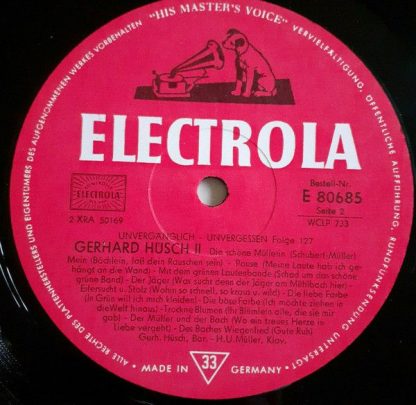 ALLE RECHTE DES PLATTENHERSTELLERS UND EIGENTÜMERS DES AUFGENOMMENEN WERKES VORBEHALTEN "HIS MASTER'S VOICE" VERVIELFÄLTIGUNG, ÖFFENTLICHE AUFFÜHRUNG, RUNDFUNKSENDUNG UNTERSAGT
ELECTROLA
ELECTROLA
Bestell-Nr.
E 80685
Seite 2
2 XRA 50169
WCLP 733
UNVERGÄNGLICH - UNVERGESSEN Folge 127
GERHARD HÜSCH II Die schöne Müllerin (Schubert-Müller)
Mein (Bächlein, laß dein Rauschen sein) - Pause (Meine Laute hab ich ge-
hängt an die Wand) - Mit dem grünen Lautenbande (Schad um das schöne
grüne Band) - Der Jäger (Was sucht denn der Jäger am Mühlbach hier) -
Eifersucht u. Stolz (Wohin so schnell, so kraus u. wild) - Die liebe Farbe
(In Grün will ich mich kleiden) - Die böse Farbe (Ich möchte ziehen in
dieWelt hinaus) - Trockne Blumen (Ihr Blümlein alle, die sie mir
gab) - Der Müller und der Bach (Wo ein treues Herze in
Liebe vergeht) - Des Baches Wiegenlied (Gute Ruh)
Gerh. Hüsch, Bar. - H.U.Müller, Klav.
MADE IN 33 GERMANY